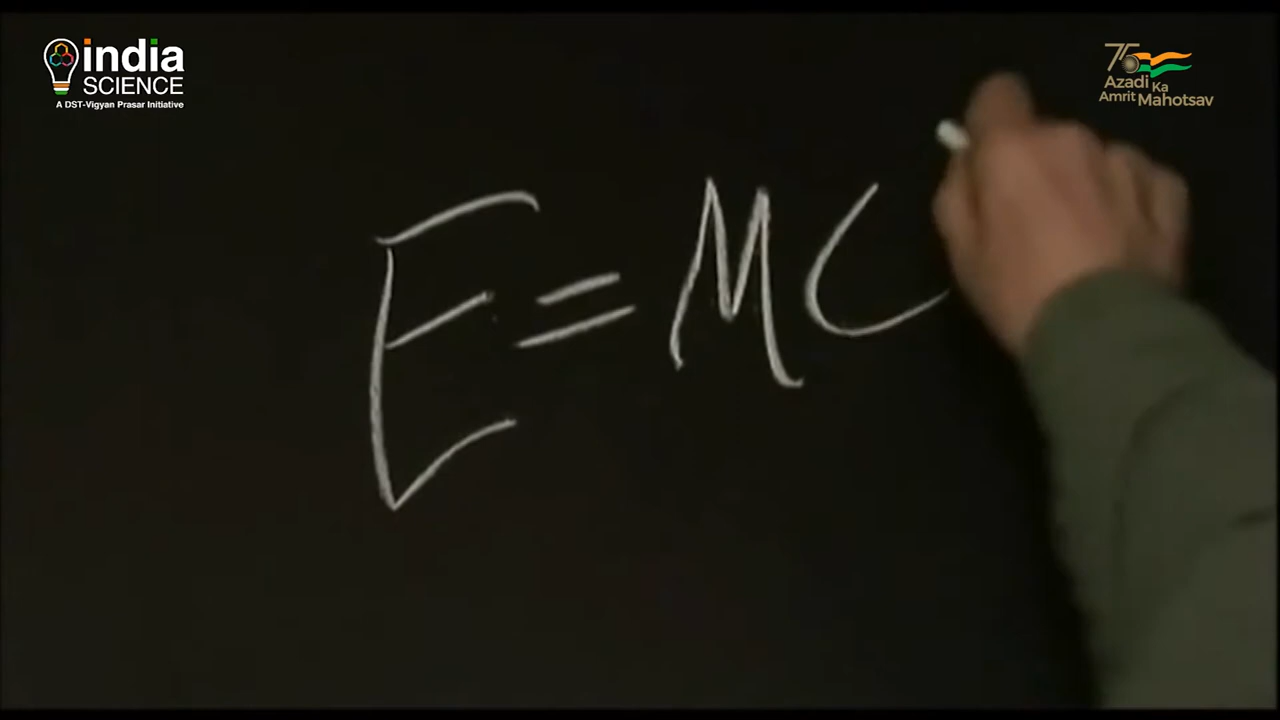 india
SCIENCE
A DST-Vigyan Prasar Initiative
75
Azadi Ka
Amrit Mahotsav
E=MC